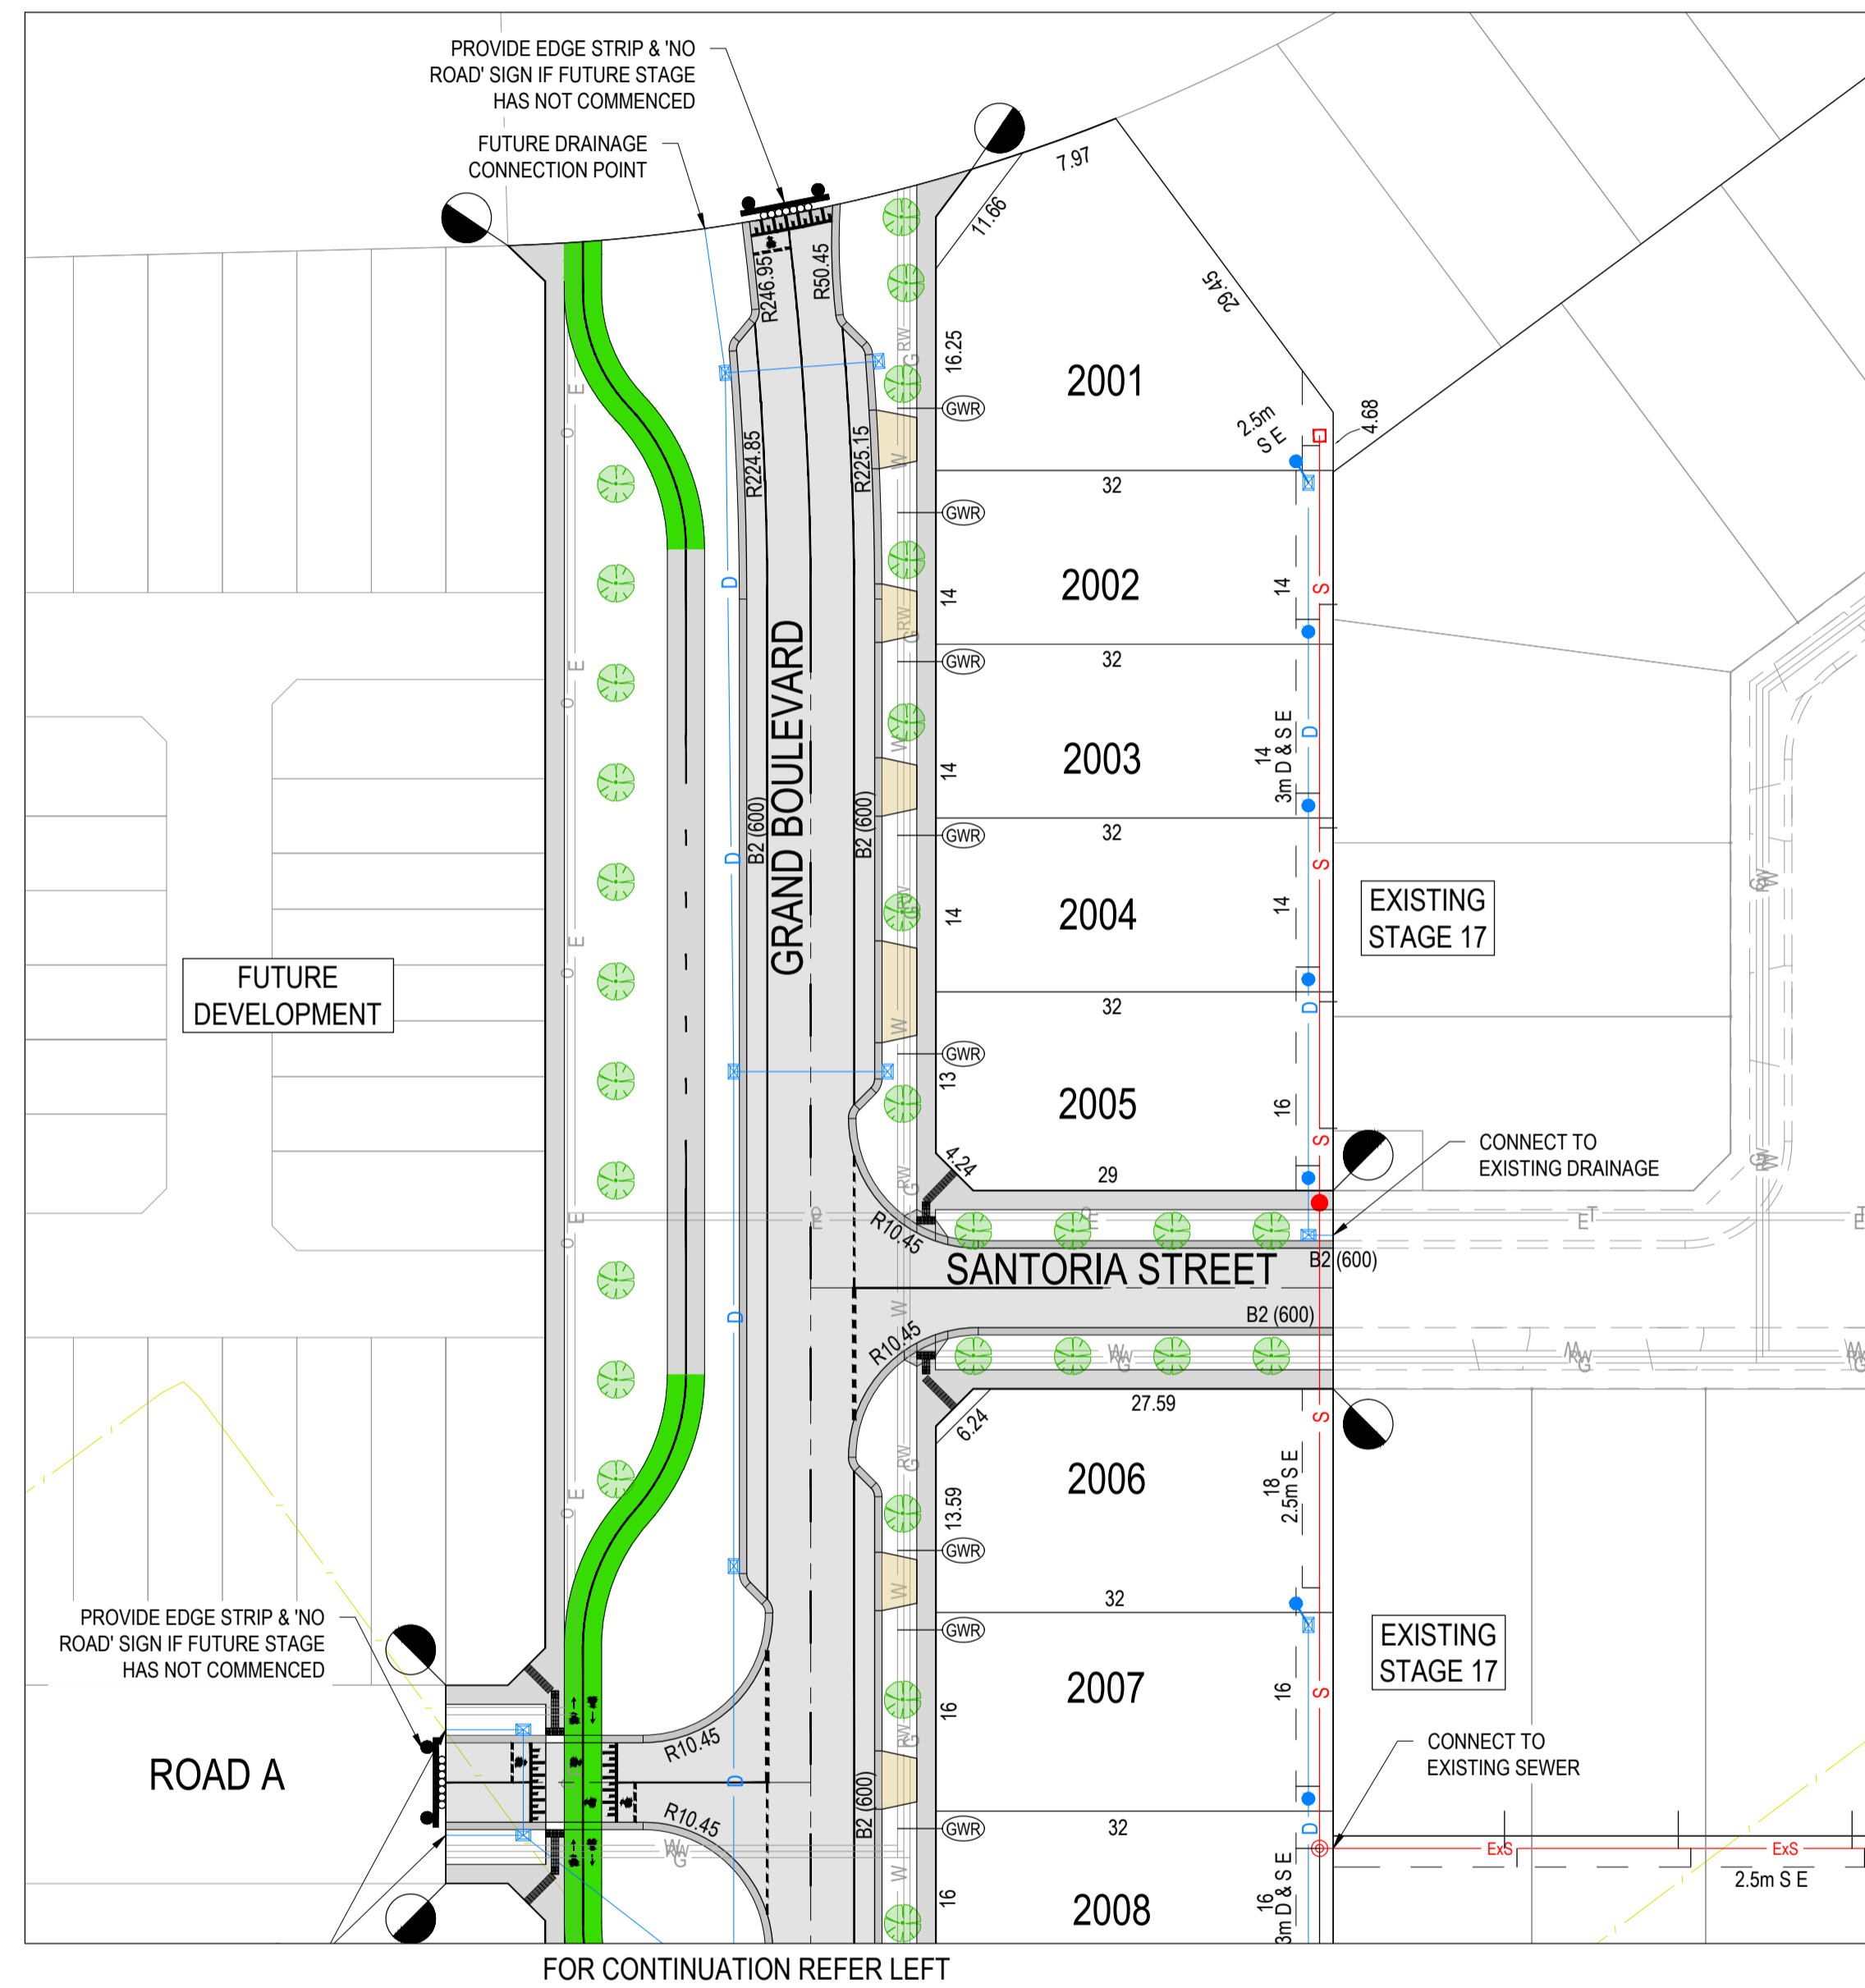 PROVIDE EDGE STRIP & 'NO
ROAD' SIGN IF FUTURE STAGE
HAS NOT COMMENCED
FUTURE DRAINAGE
CONNECTION POINT
7.97
11.66
29.45
R246.95
R50.45
16.25
2001
GWR
4.68
2.5m
S E
R224.85
R225.15
32
GWR
2002
14
14
GRAND BOULEVARD
32
GWR
2003
14
14
3m D & S E
B2 (600)
B2 (600)
32
GWR
2004
14
14
EXISTING
STAGE 17
FUTURE
DEVELOPMENT
32
GWR
2005
13
16
4.24
29
CONNECT TO
EXISTING DRAINAGE
R10.45
SANTORIA STREET
B2 (600)
B2 (600)
R10.45
27.59
6.24
2006
18
2.5m S E
13.59
GWR
32
GWR
PROVIDE EDGE STRIP & 'NO
ROAD' SIGN IF FUTURE STAGE
HAS NOT COMMENCED
EXISTING
STAGE 17
2007
16
16
R10.45
ROAD A
CONNECT TO
EXISTING SEWER
R10.45
B2 (600)
GWR
32
ExS
ExS
2.5m S E
16
2008
16
3m D & S E
D
D
D
D
D
D
D
S
S
S
S
S
E
O
E
O
E
O
E
O
E
O
RW
G
W
RW
G
W
RW
G
W
RW
G
W
RW
G
W
RW
G
W
FOR CONTINUATION REFER LEFT